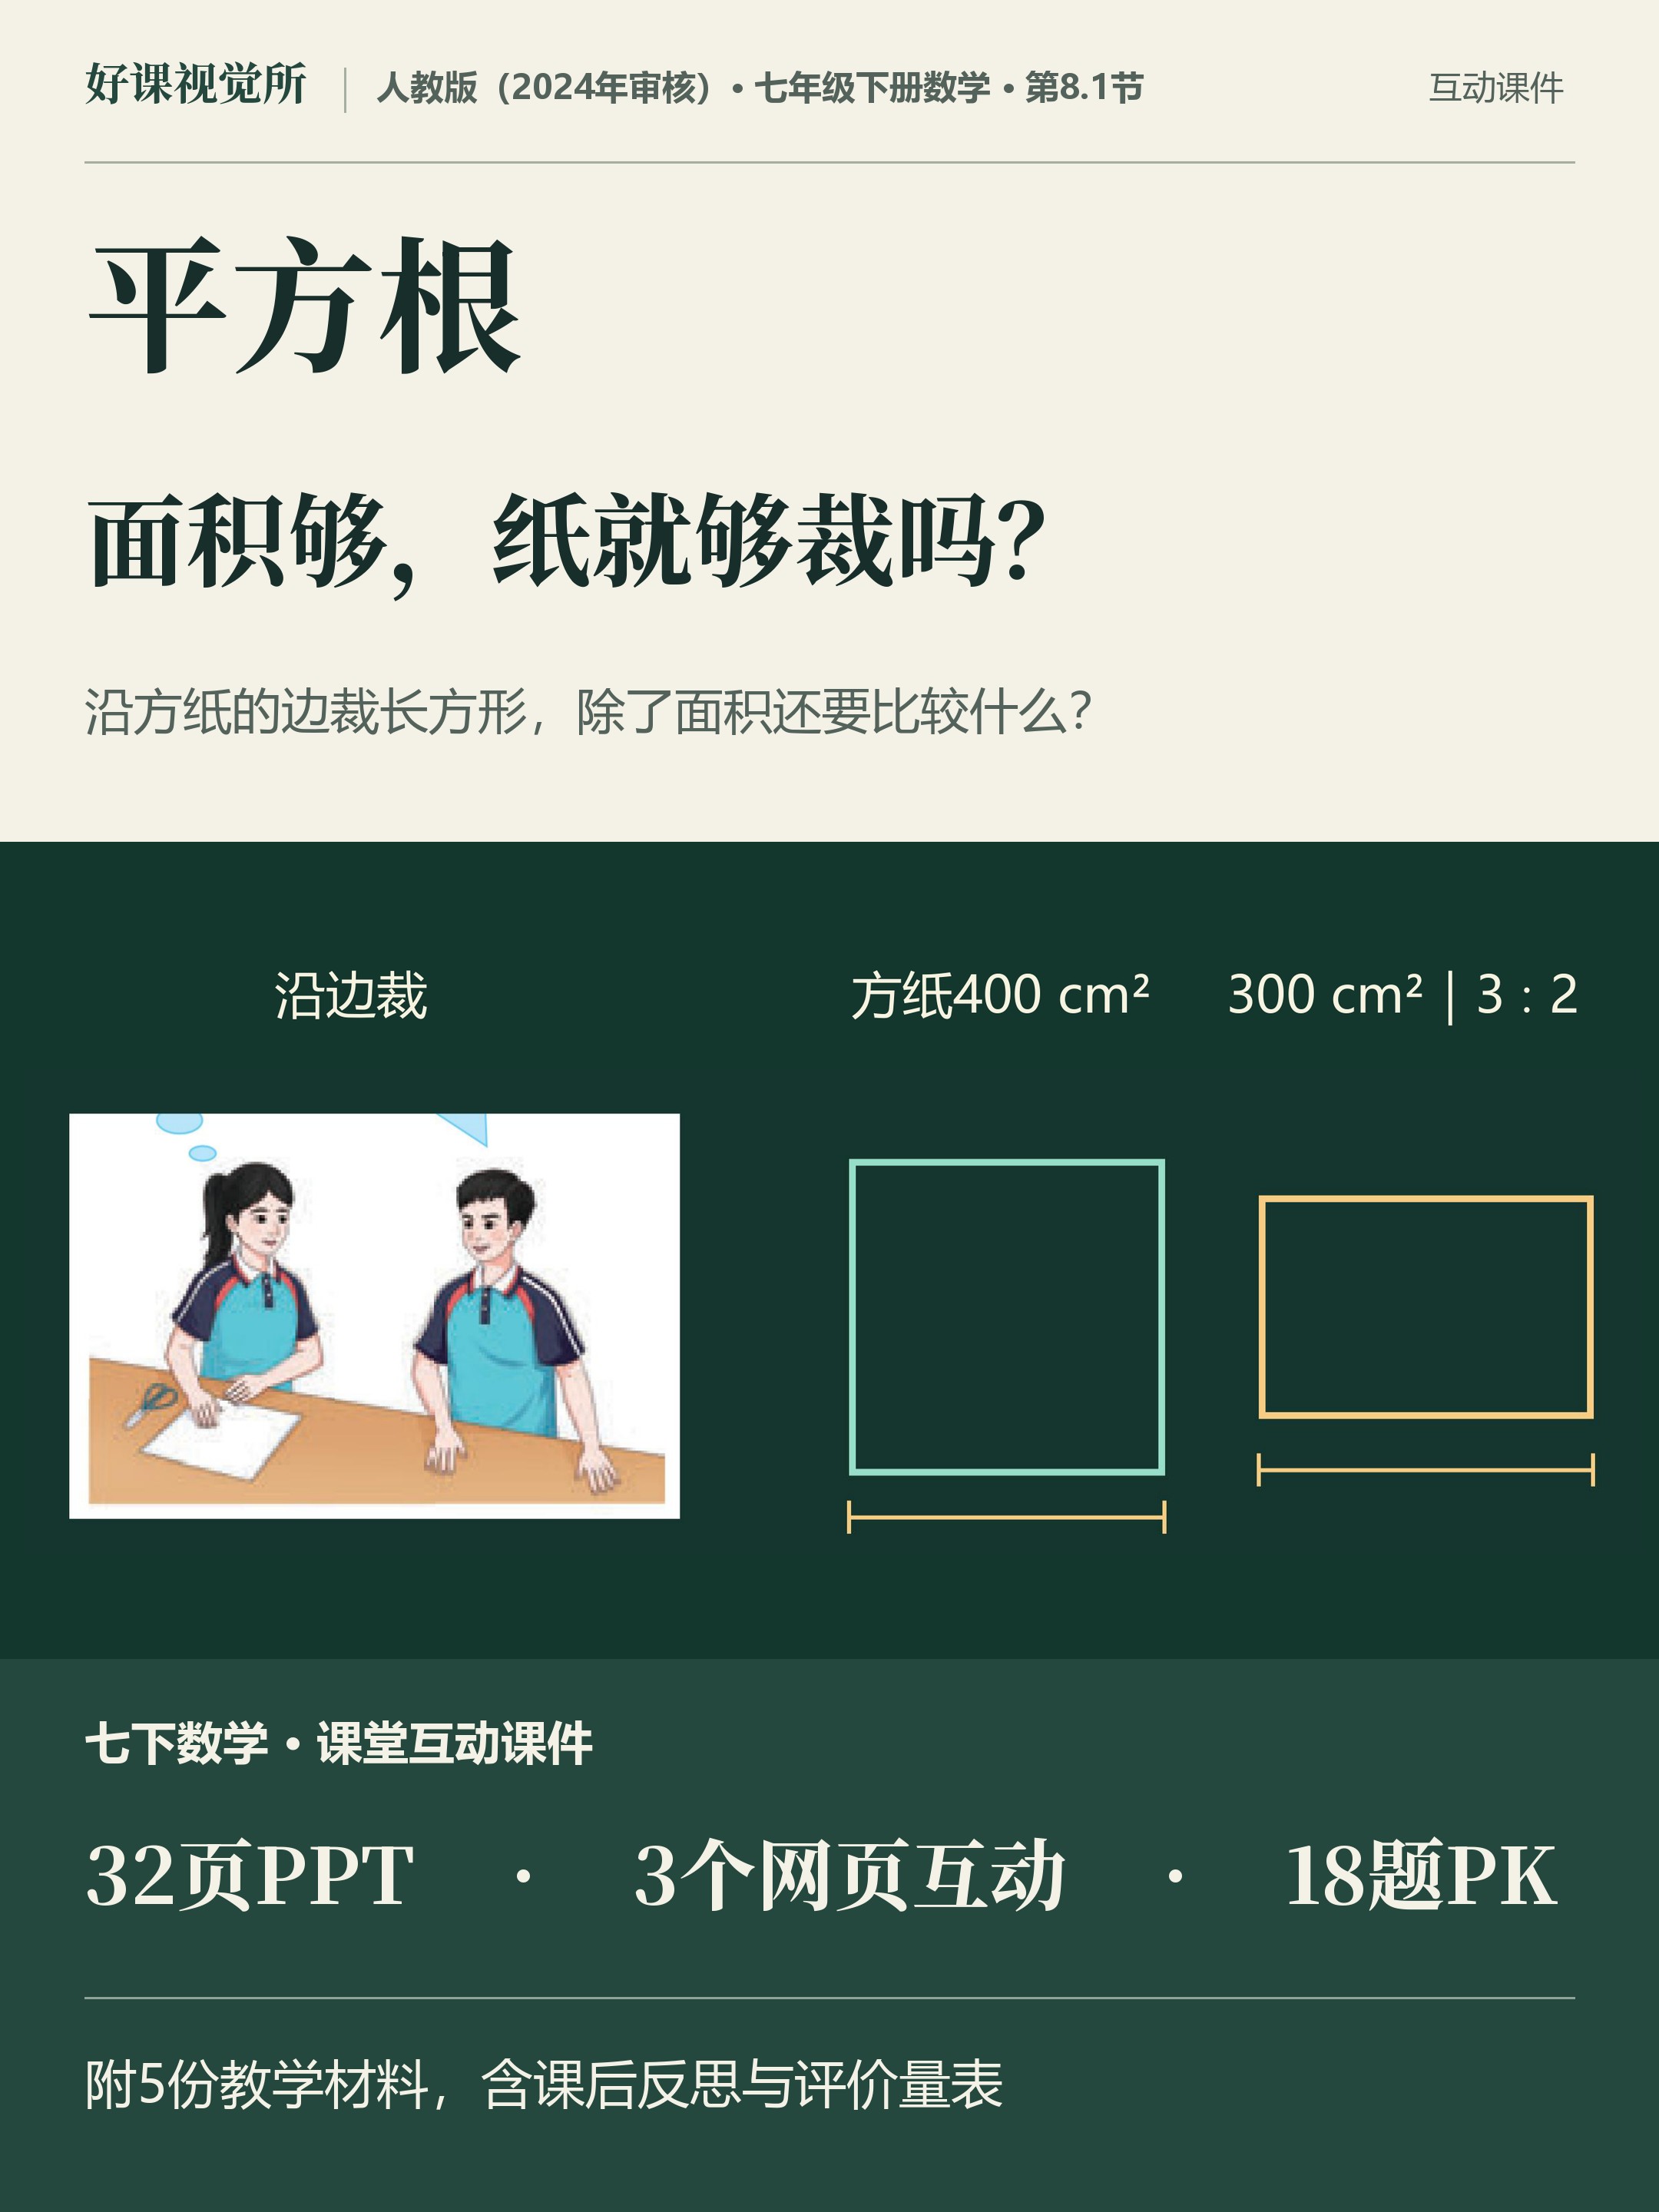 好课视觉所 | 人教版（2024年审核）• 七年级下册数学 • 第8.1节 互动课件
平方根
面积够，纸就够裁吗？
沿方纸的边裁长方形，除了面积还要比较什么？
沿边裁 方纸400 cm² 300 cm² | 3 : 2
七下数学 • 课堂互动课件
32页PPT · 3个网页互动 · 18题PK
附5份教学材料，含课后反思与评价量表